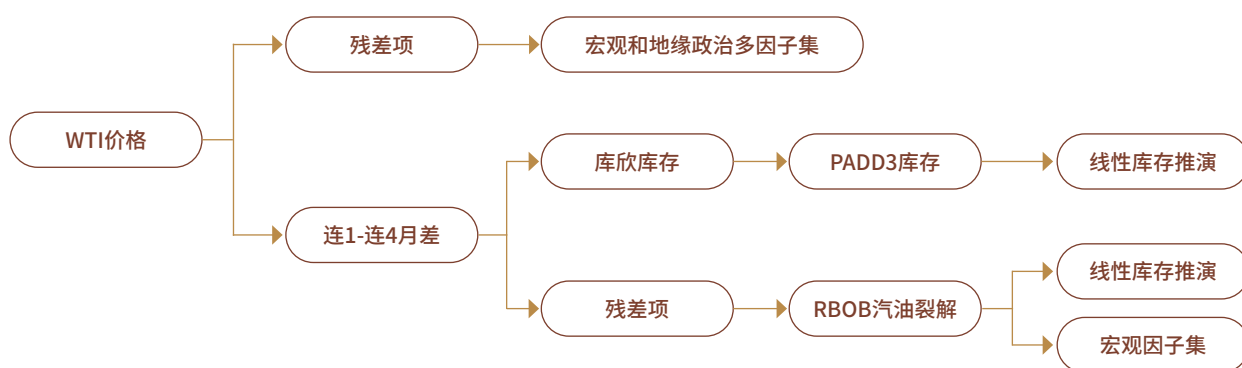 残差项
宏观和地缘政治多因子集
WTI价格
库欣库存
PADD3库存
线性库存推演
连1-连4月差
线性库存推演
残差项
RBOB汽油裂解
宏观因子集